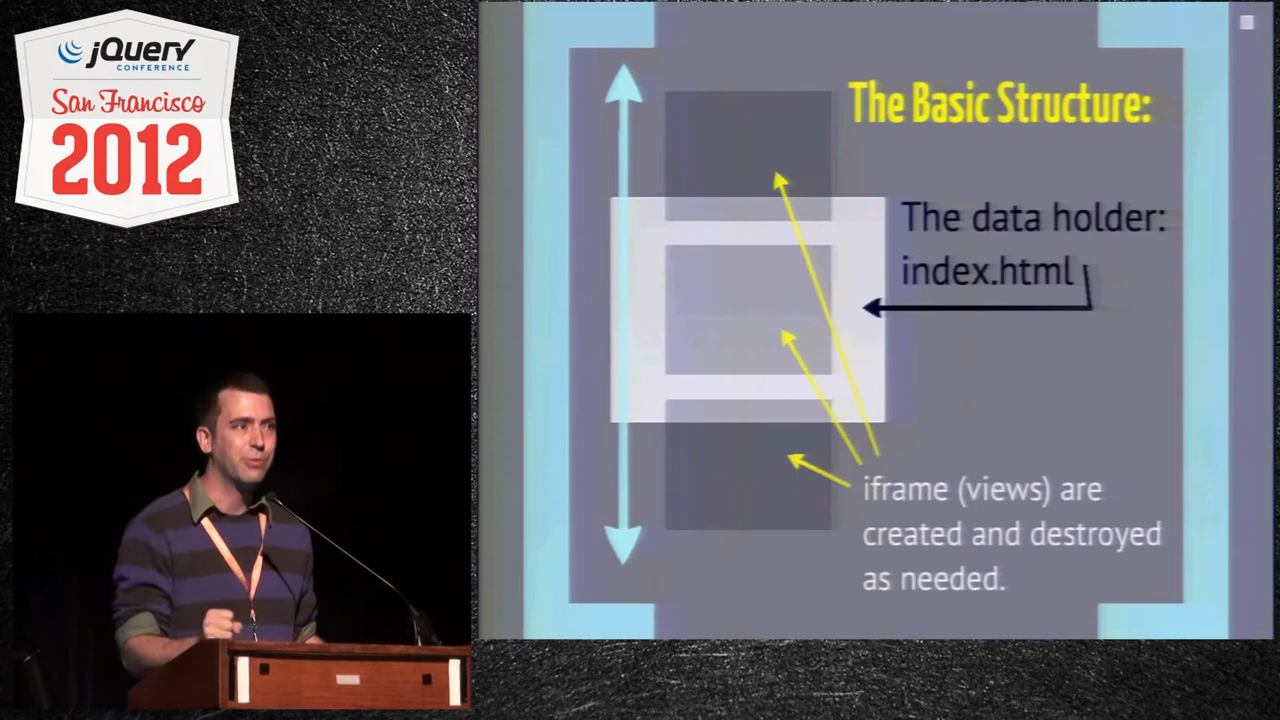 jQuery
CONFERENCE
San Francisco
2012
The Basic Structure:
The data holder:
index.html
iframe (views) are
created and destroyed
as needed.